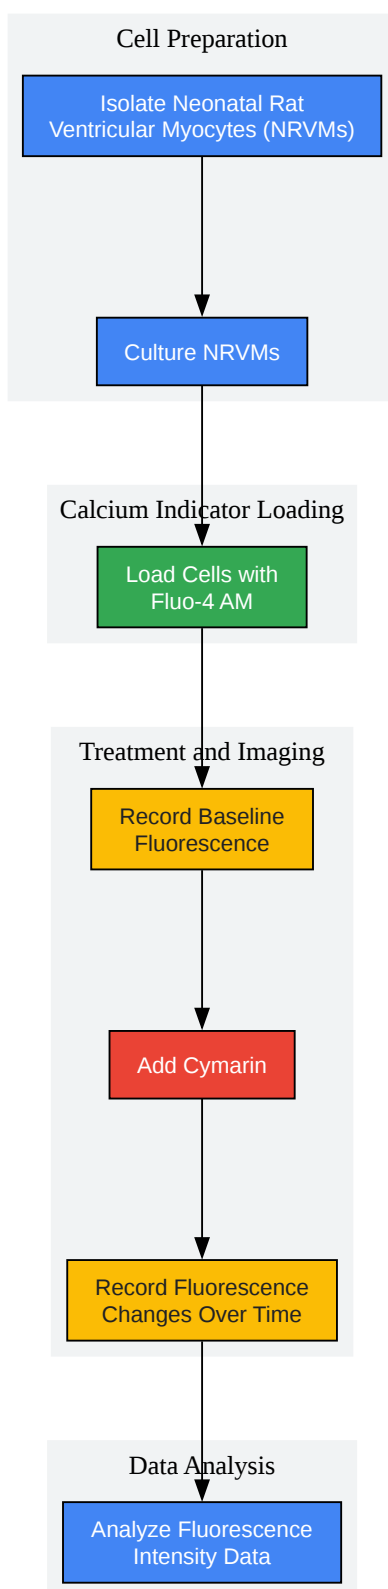 Cell Preparation
Isolate Neonatal Rat
Ventricular Myocytes (NRVMs)
Culture NRVMs
Calcium Indicator Loading
Load Cells with
Fluo-4 AM
Treatment and Imaging
Record Baseline
Fluorescence
Add Cymarin
Record Fluorescence
Changes Over Time
Data Analysis
Analyze Fluorescence
Intensity Data